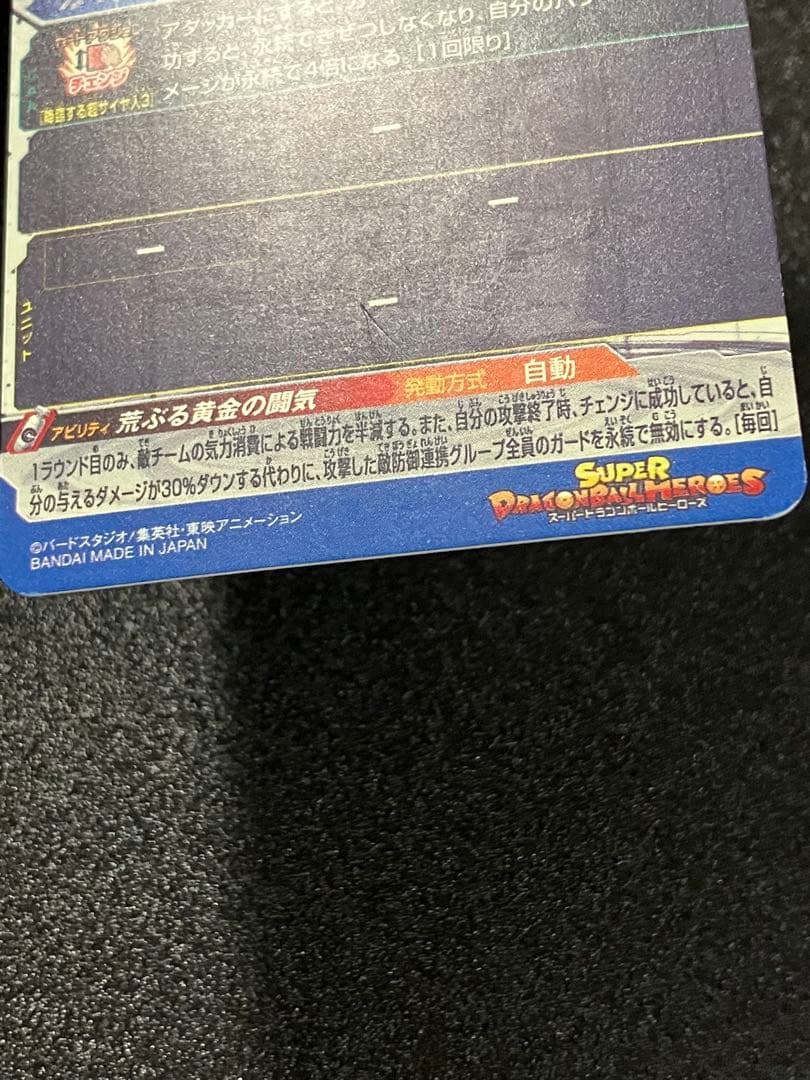 アタッカーにすると、
功すると、永続できぜつしなくなり、自分の
メージが永続で4倍になる。[1回限り]
チェンジ
[降臨する超サイヤ人3]
ユニット
アビリティ 荒ぶる黄金の闘気 発動方式 自動
1ラウンド目のみ、敵チームの気力消費による戦闘力を半減する。また、自分の攻撃終了時、チェンジに成功していると、自
分の与えるダメージが30%ダウンする代わりに、攻撃した敵防御連携グループ全員のガードを永続で無効にする。[毎回]
SUPER
DRAGONBALL HEROES
スーパードラゴンボールヒーローズ
©バードスタジオ/集英社・東映アニメーション
BANDAI MADE IN JAPAN